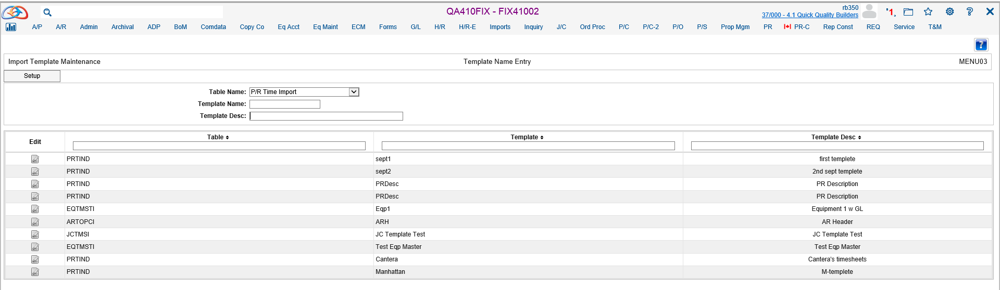 QA410FIX - FIX41002
rb350
37/000 - 4.1 Quick Quality Builders
1
?
A/P A/R Admin Archival ADP BoM Comdata Copy Co Eq Acct Eq Maint ECM Forms G/L H/R H/R-E Imports Inquiry J/C Ord Proc P/C P/C-2 P/O P/S Prop Mgm PR PR-C Rep Const REQ Service T&M
?
Import Template Maintenance Template Name Entry MENU03
Setup
Table Name: P/R Time Import
Template Name:
Template Desc:
Edit Table Template Template Desc
PRTIND sept1 first templete
PRTIND sept2 2nd sept templete
PRTIND PRDesc PR Description
PRTIND PRDesc PR Description
EQTMSTI Eqp1 Equipment 1 w GL
ARTOPCI ARH AR Header
JCTMSI JC Template Test JC Template Test
EQTMSTI Test Eqp Master Test Eqp Master
PRTIND Cantera Cantera's timesheets
PRTIND Manhattan M-templete